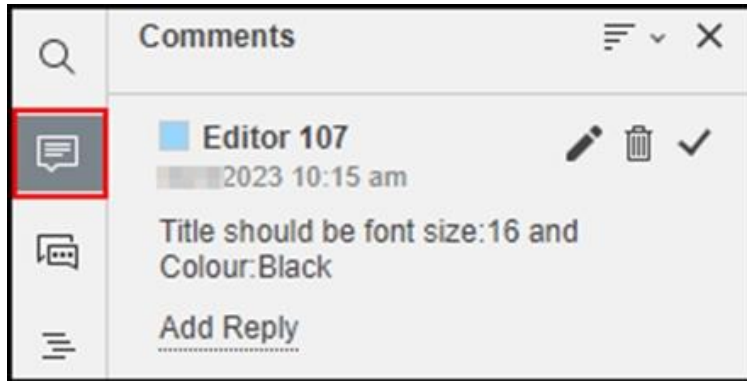 Comments
Editor 107
2023 10:15 am
Title should be font size:16 and
Colour:Black
Add Reply